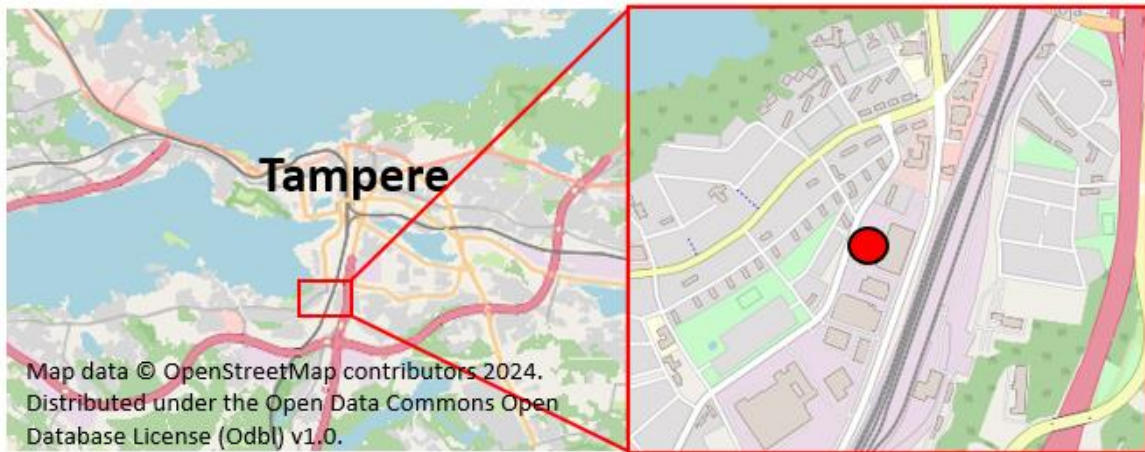 Tampere
Map data © OpenStreetMap contributors 2024.
Distributed under the Open Data Commons Open
Database License (Odbl) v1.0.